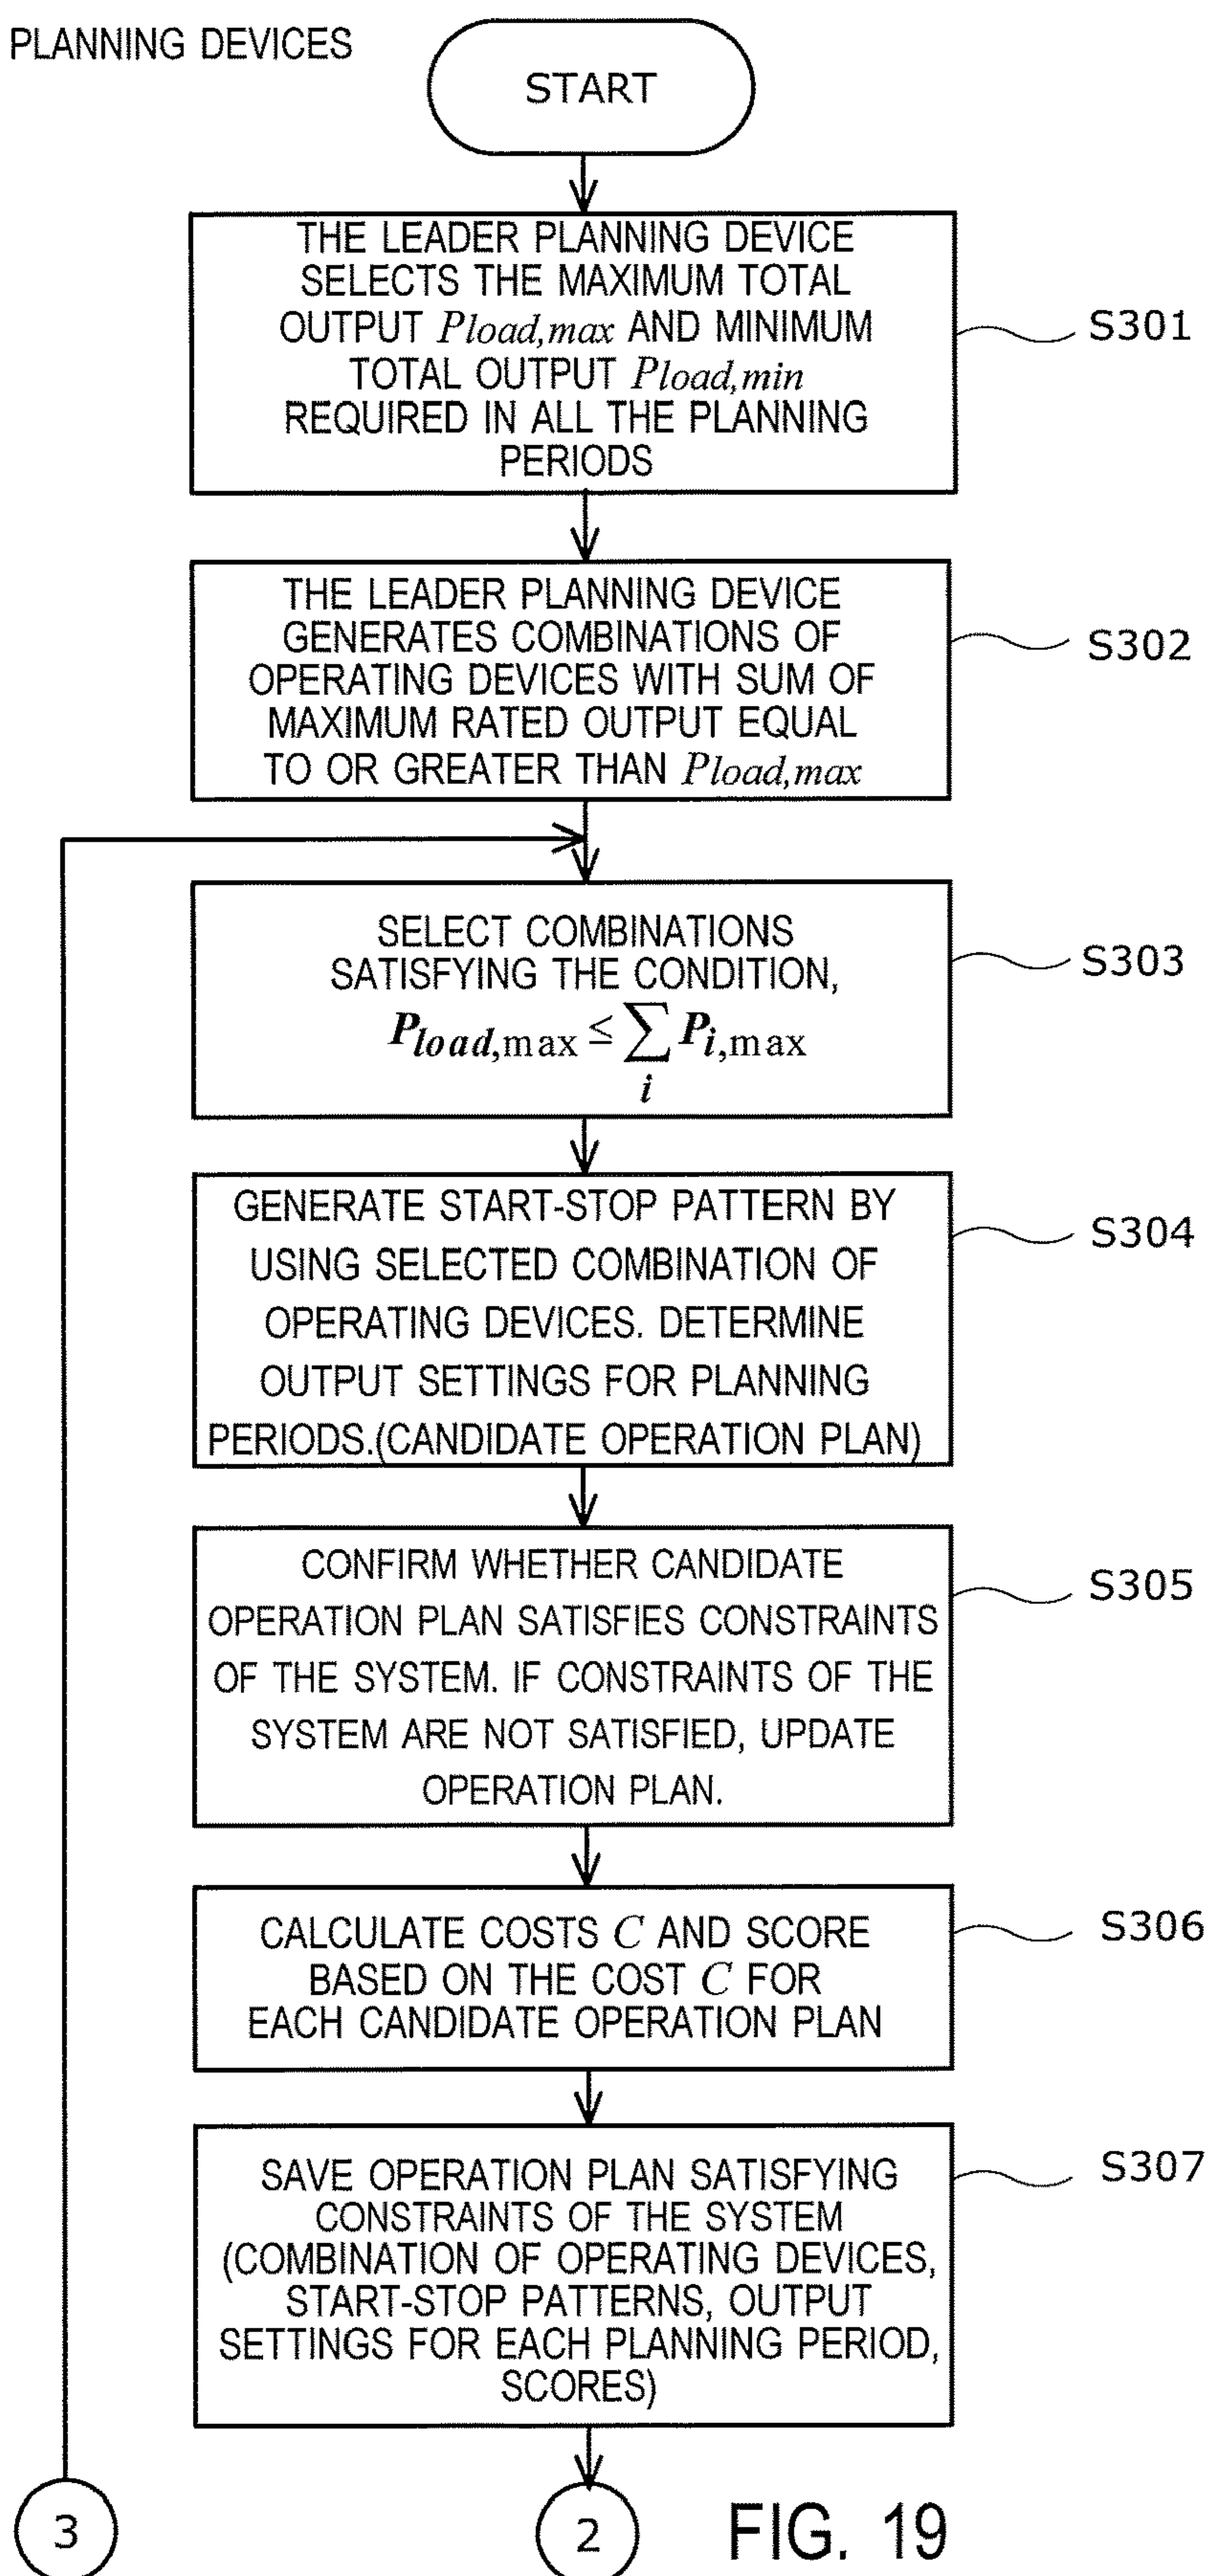 PLANNING DEVICES
START
THE LEADER PLANNING DEVICE
SELECTS THE MAXIMUM TOTAL
OUTPUT Pload,max AND MINIMUM
TOTAL OUTPUT Pload,min
REQUIRED IN ALL THE PLANNING
PERIODS
S301
THE LEADER PLANNING DEVICE
GENERATES COMBINATIONS OF
OPERATING DEVICES WITH SUM OF
MAXIMUM RATED OUTPUT EQUAL
TO OR GREATER THAN Pload,max
S302
SELECT COMBINATIONS
SATISFYING THE CONDITION,
Pload,max ≤ ∑ Pi,max
i
S303
GENERATE START-STOP PATTERN BY
USING SELECTED COMBINATION OF
OPERATING DEVICES. DETERMINE
OUTPUT SETTINGS FOR PLANNING
PERIODS.(CANDIDATE OPERATION PLAN)
S304
CONFIRM WHETHER CANDIDATE
OPERATION PLAN SATISFIES CONSTRAINTS
OF THE SYSTEM. IF CONSTRAINTS OF THE
SYSTEM ARE NOT SATISFIED, UPDATE
OPERATION PLAN.
S305
CALCULATE COSTS C AND SCORE
BASED ON THE COST C FOR
EACH CANDIDATE OPERATION PLAN
S306
SAVE OPERATION PLAN SATISFYING
CONSTRAINTS OF THE SYSTEM
(COMBINATION OF OPERATING DEVICES,
START-STOP PATTERNS, OUTPUT
SETTINGS FOR EACH PLANNING PERIOD,
SCORES)
S307
3
2
FIG. 19